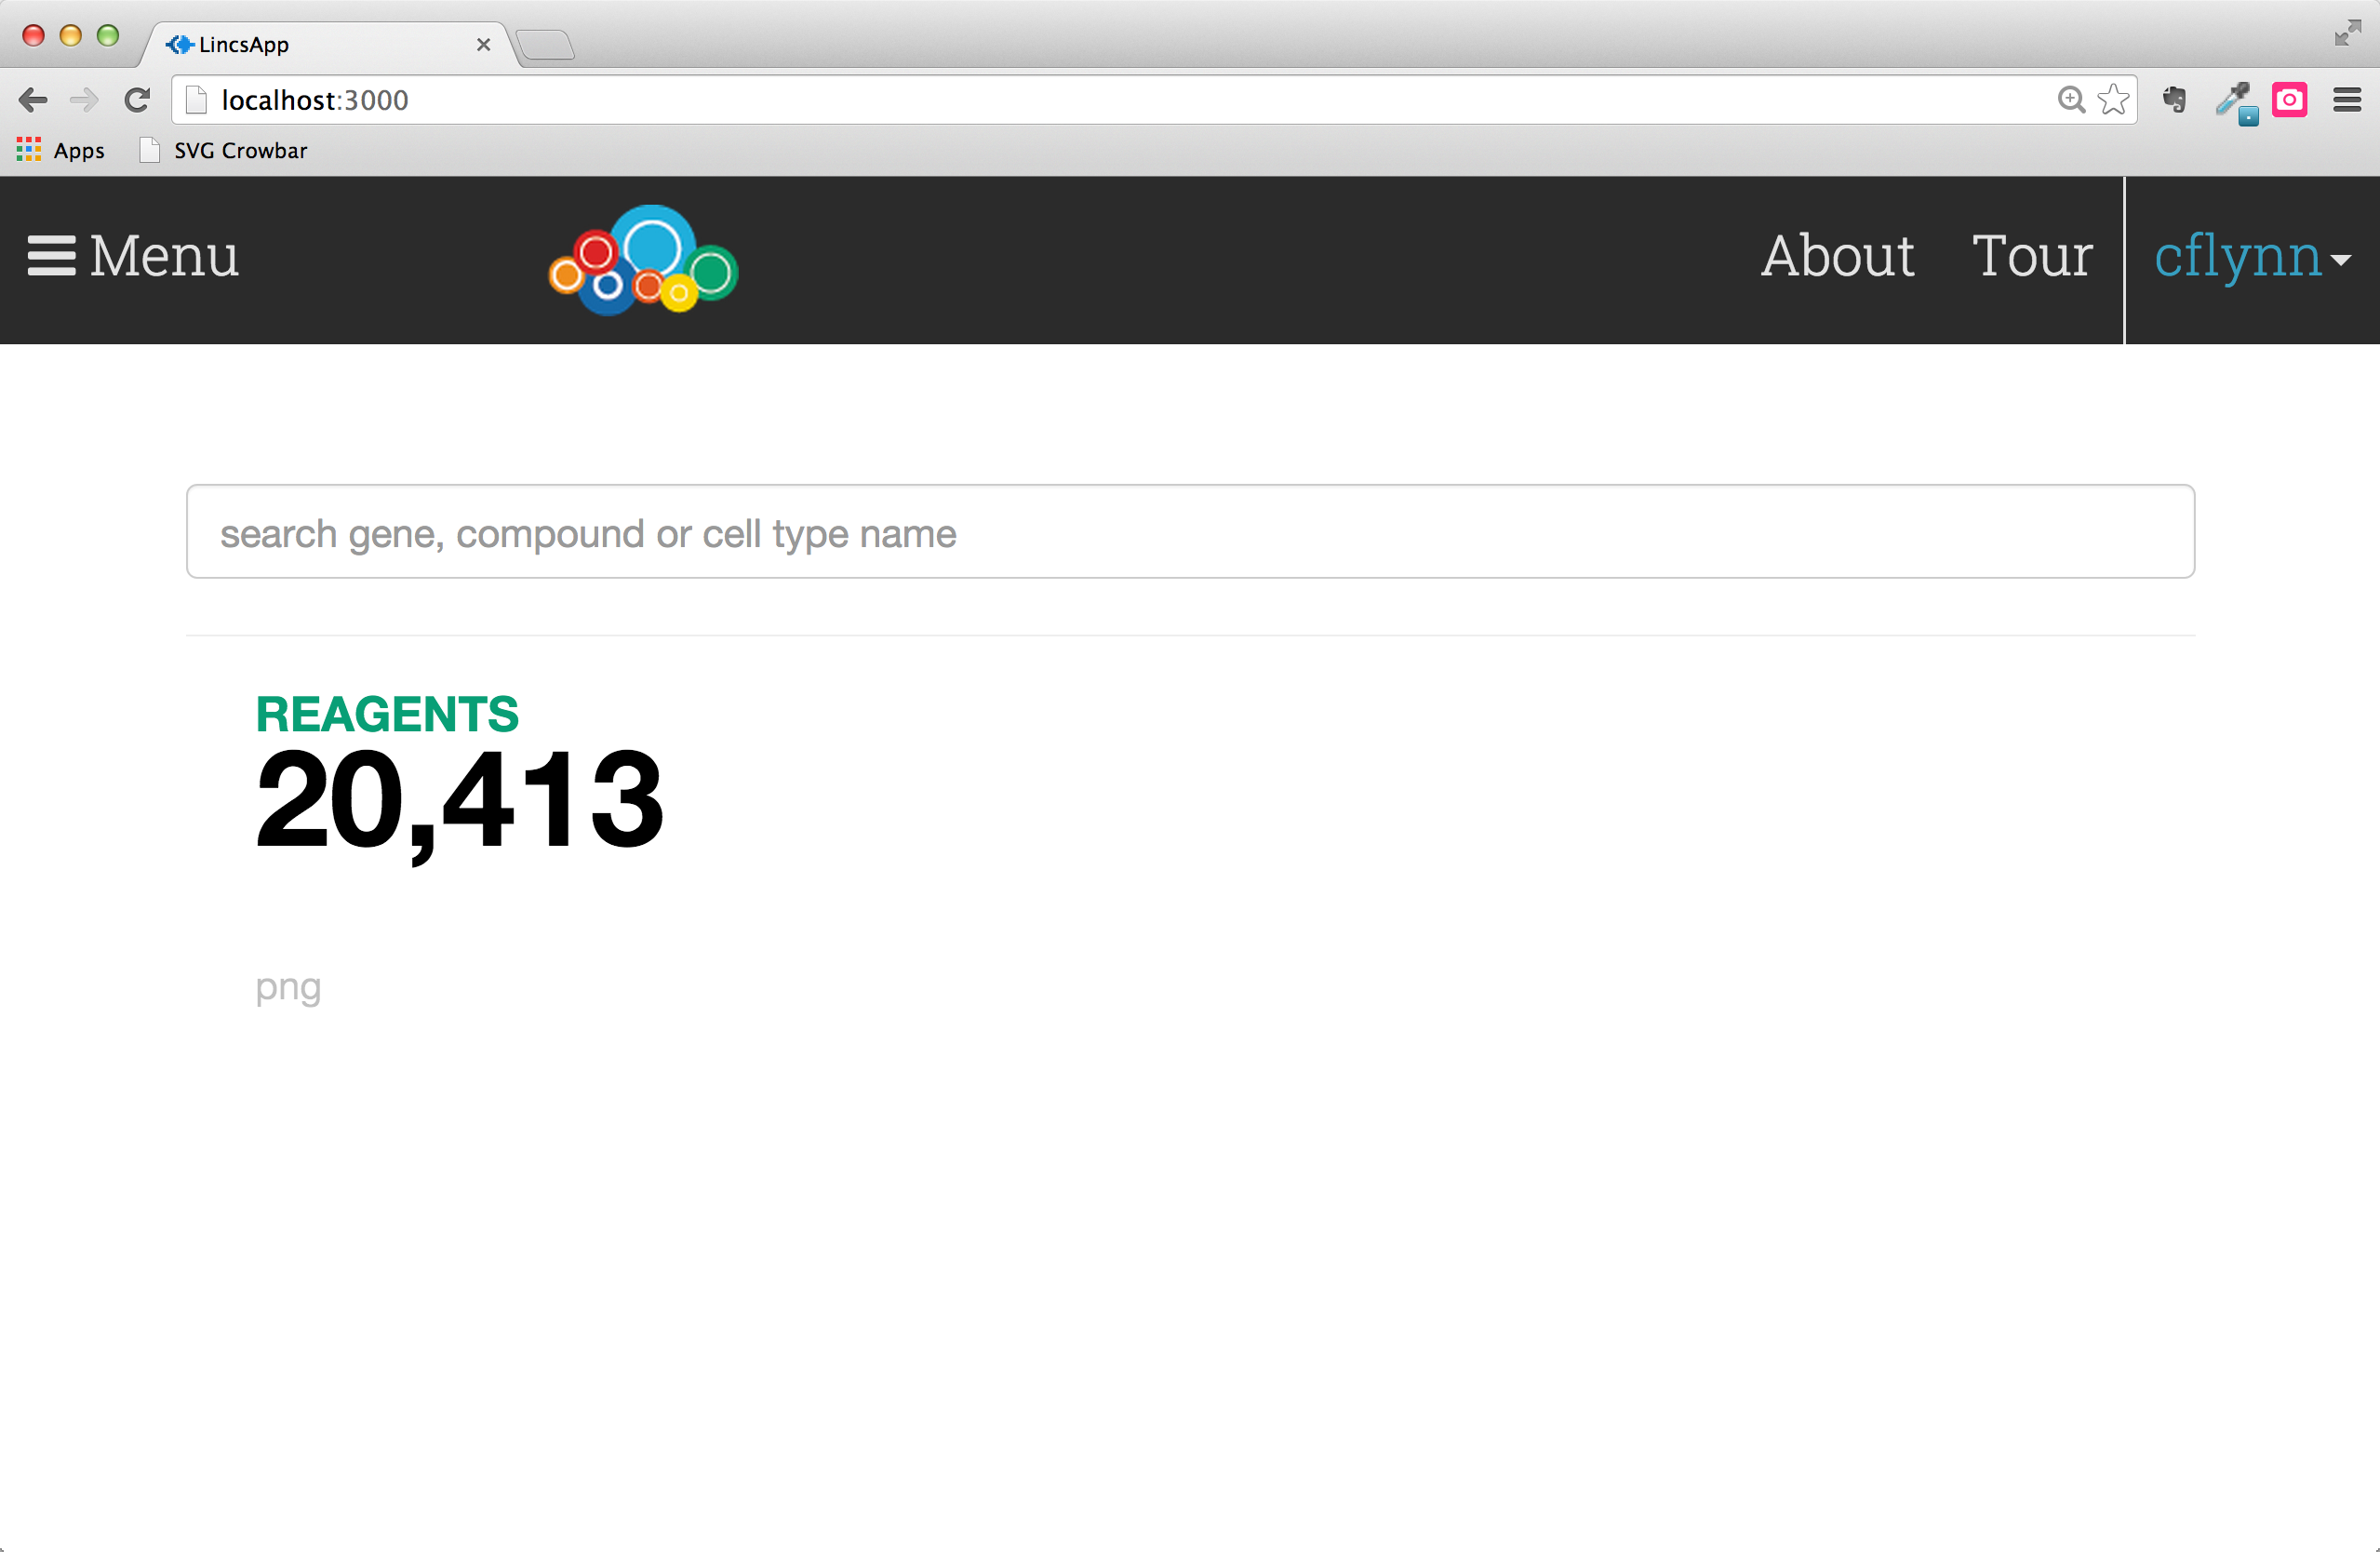 LincsApp
localhost:3000
Apps SVG Crowbar
Menu About Tour cflynn
search gene, compound or cell type name
REAGENTS
20,413
png